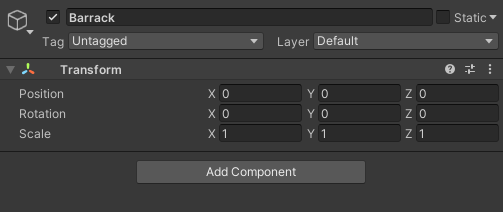 Barrack Static
Tag Untagged Layer Default
Transform
Position X 0 Y 0 Z 0
Rotation X 0 Y 0 Z 0
Scale X 1 Y 1 Z 1
Add Component